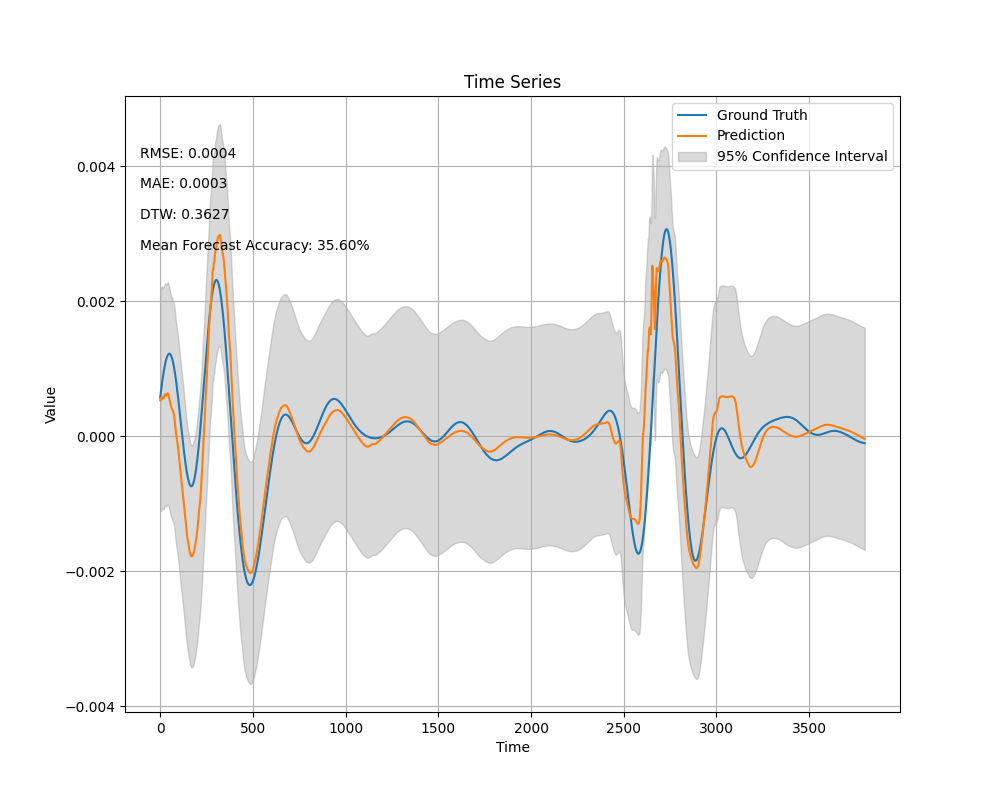 Time Series
Ground Truth
Prediction
95% Confidence Interval
RMSE: 0.0004
MAE: 0.0003
DTW: 0.3627
Mean Forecast Accuracy: 35.60%
0.004
0.002
0.000
−0.002
−0.004
Value
0 500 1000 1500 2000 2500 3000 3500
Time